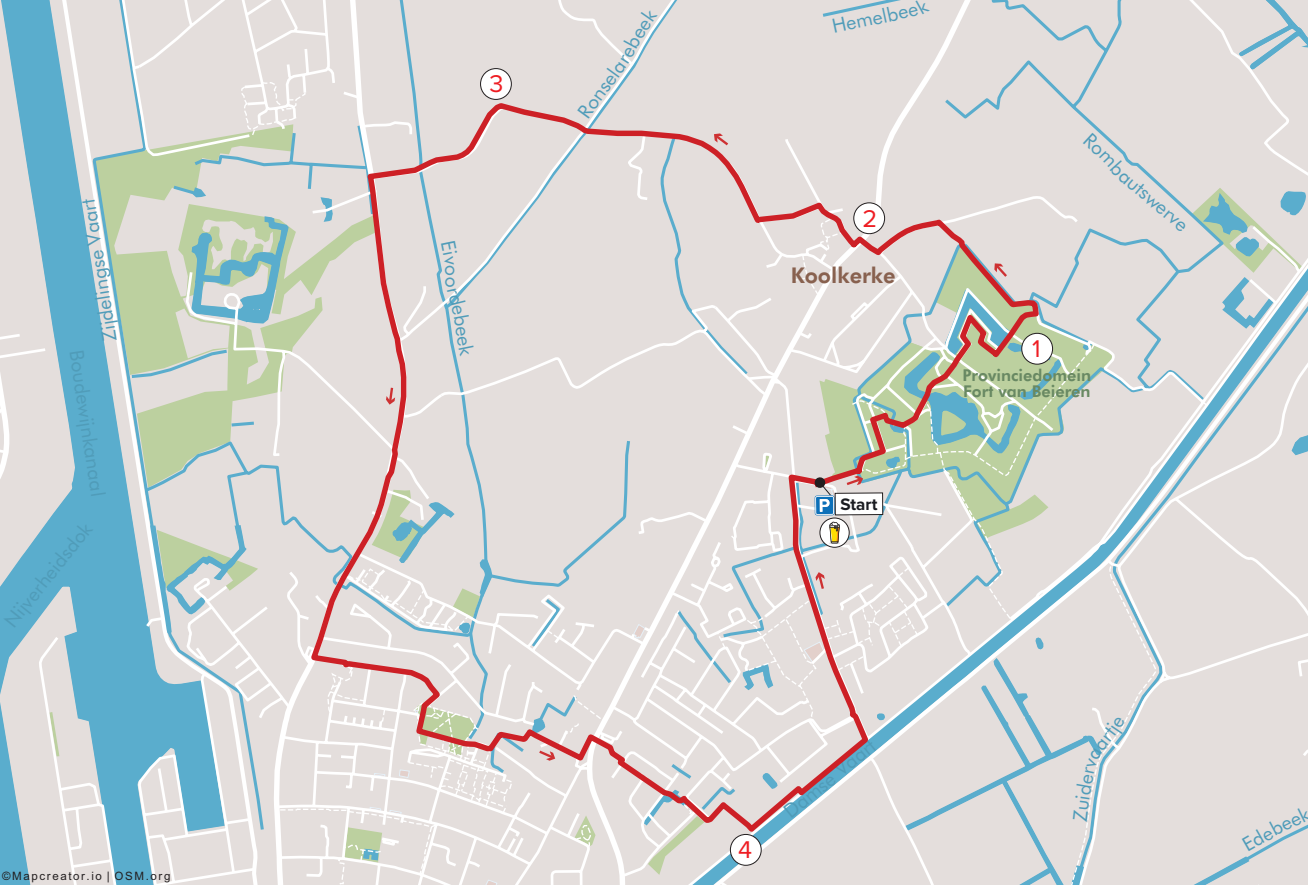 Hemelbeek
Ronselarebeek
3
Rombautswerve
2
Zijdelingse Vaart
Eivoordebeek
Koolkerke
1
Provinciedomein
Fort van Beieren
Boudewijnkanaal
P Start
Nijverheidsdok
Damse Vaart
Zuidervaartje
Edebeek
4
©Mapcreator.io | OSM.org